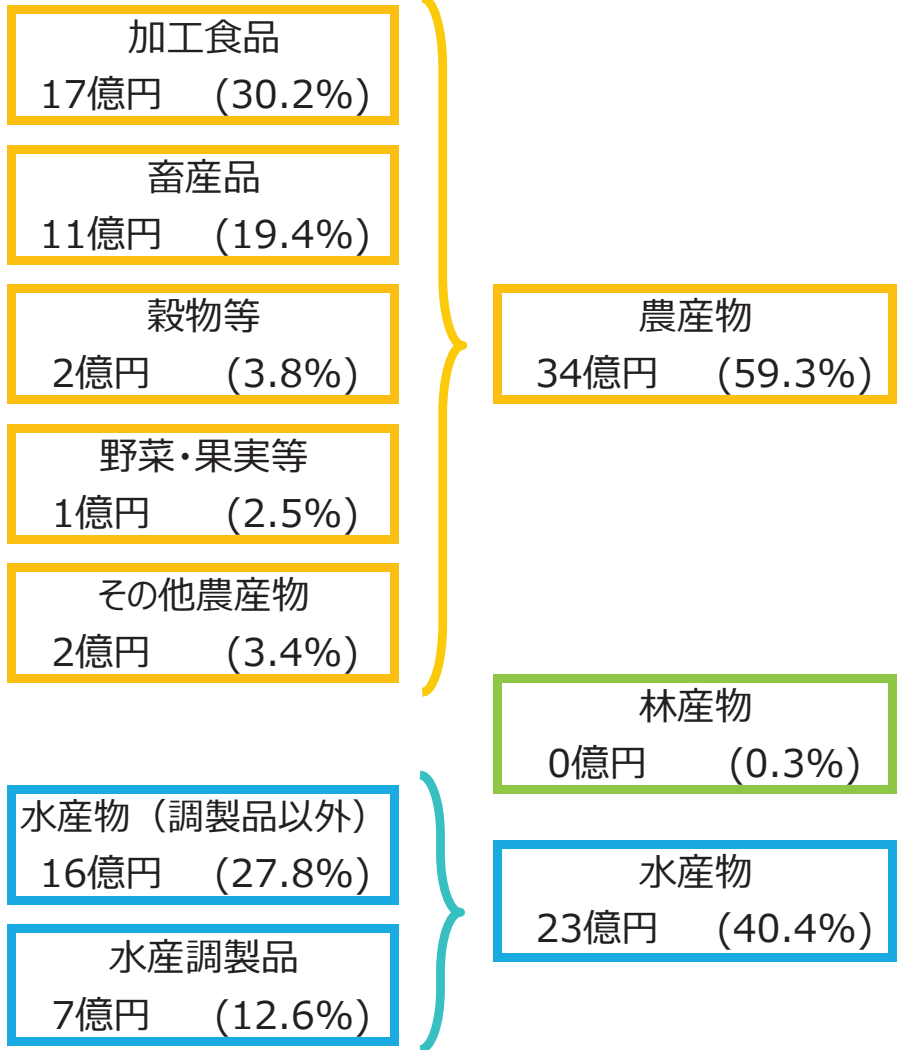 加工食品
17億円 (30.2%)
畜産品
11億円 (19.4%)
穀物等
2億円 (3.8%)
野菜・果実等
1億円 (2.5%)
その他農産物
2億円 (3.4%)
農産物
34億円 (59.3%)
林産物
0億円 (0.3%)
水産物（調製品以外）
16億円 (27.8%)
水産調製品
7億円 (12.6%)
水産物
23億円 (40.4%)